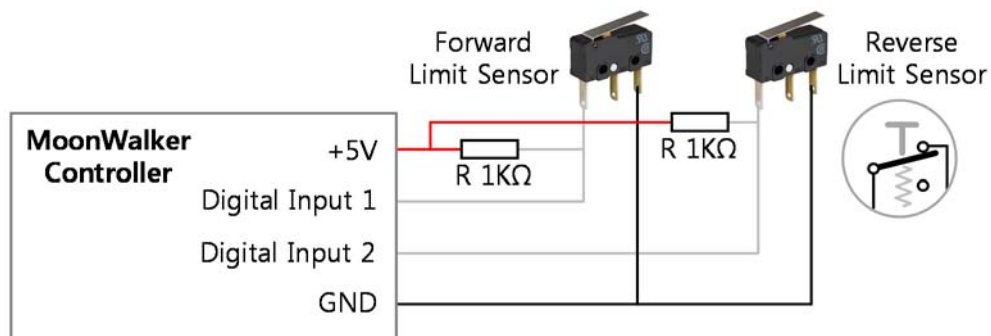 Forward
Limit Sensor
Reverse
Limit Sensor
MoonWalker
Controller
+5V
R 1KΩ
R 1KΩ
Digital Input 1
Digital Input 2
GND